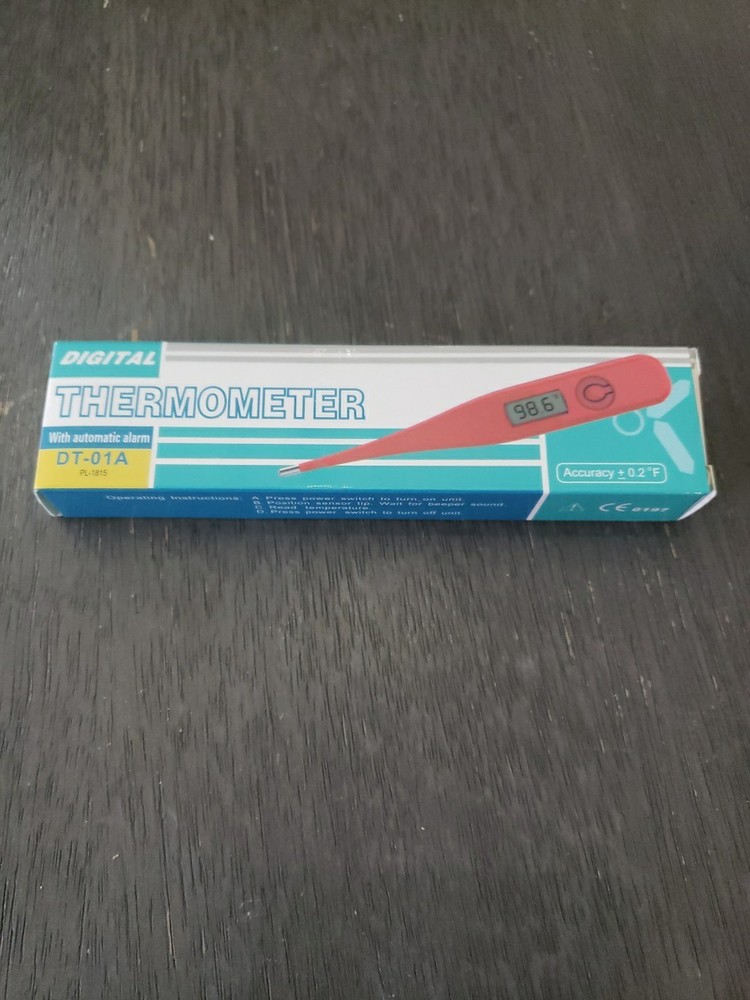 DIGITAL
THERMOMETER
With automatic alarm
DT-01A
PL-1815
98.6°
Accuracy ± 0.2 °F
Operating Instructions: A. Press power switch to turn on unit.
B. Position sensor tip. Wait for beeper sound.
C. Read temperature.
D. Press power switch to turn off unit.
CE 0197